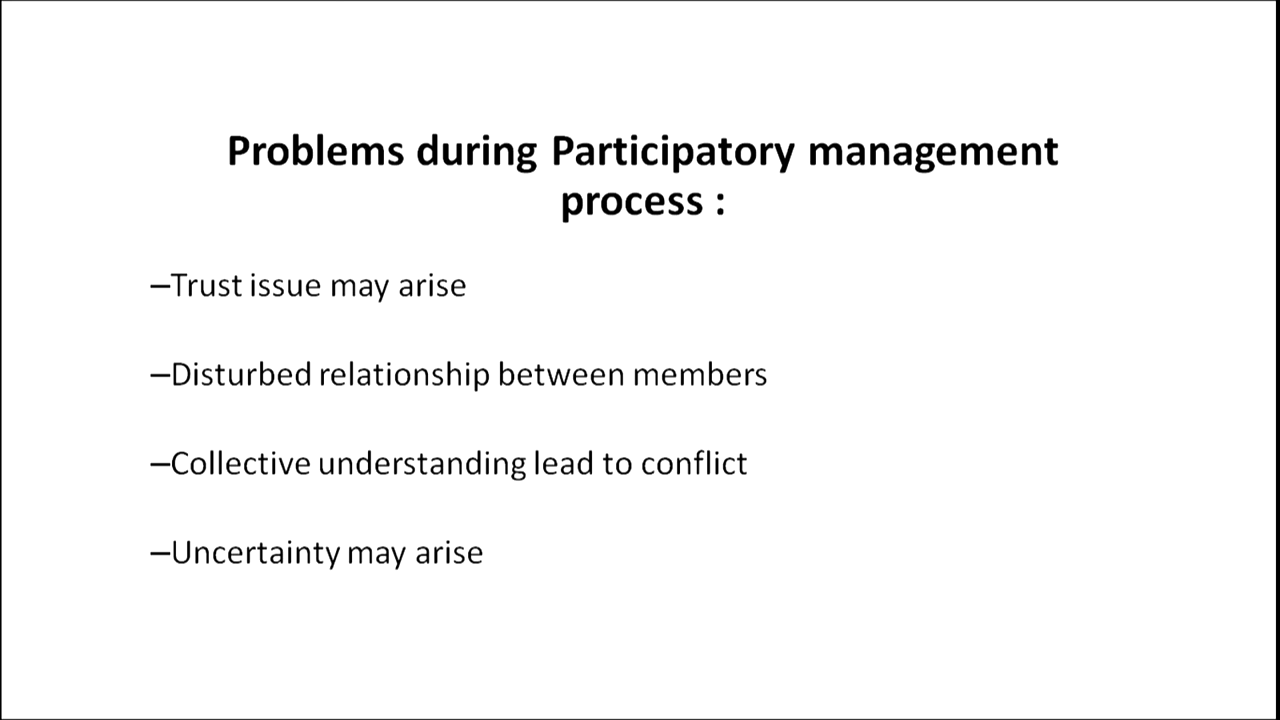 Problems during Participatory management
process :
–Trust issue may arise
–Disturbed relationship between members
–Collective understanding lead to conflict
–Uncertainty may arise